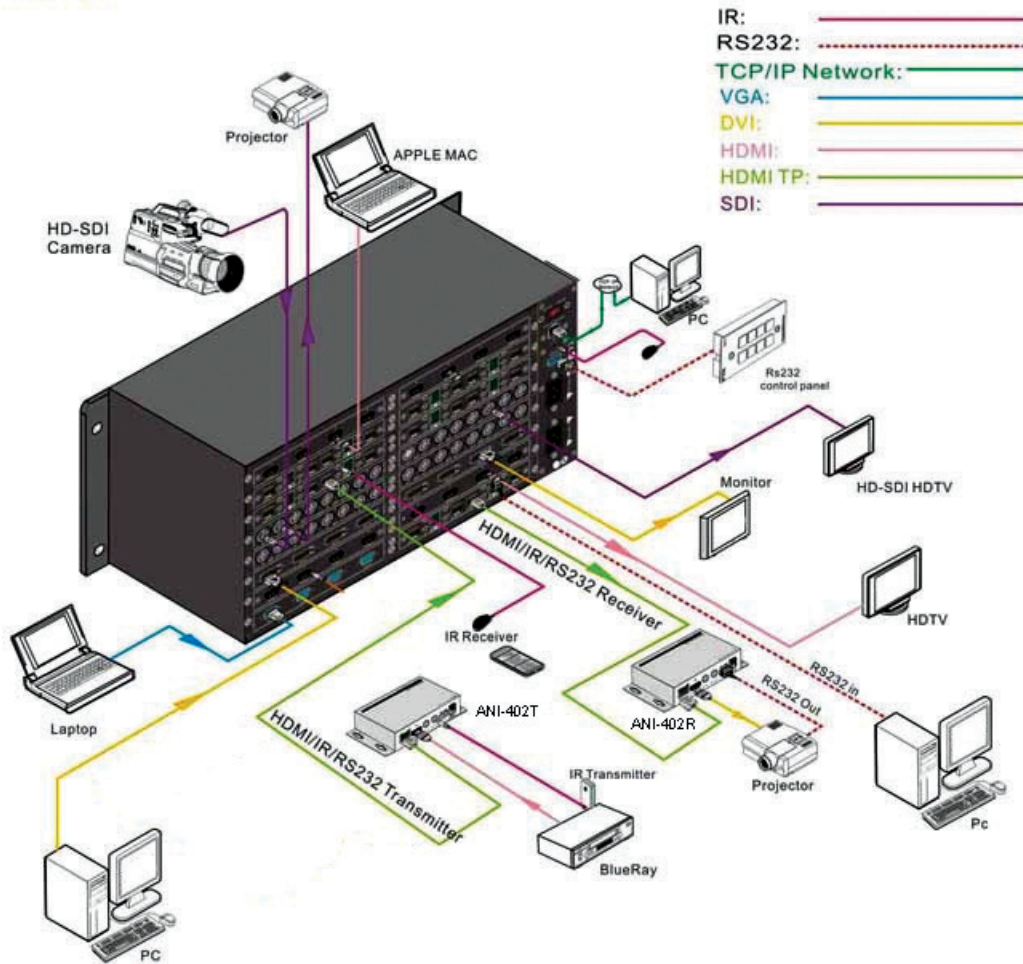 IR:
RS232:
TCP/IP Network:
VGA:
DVI:
HDMI:
HDMI TP:
SDI:
Projector
APPLE MAC
HD-SDI
Camera
PC
Rs232
control panel
HD-SDI HDTV
Monitor
HDTV
HDMI/IR/RS232 Receiver
IR Receiver
RS232 in
RS232 Out
Laptop
ANI-402T
ANI-402R
HDMI/IR/RS232 Transmitter
IR Transmitter
Projector
BlueRay
Pc
PC